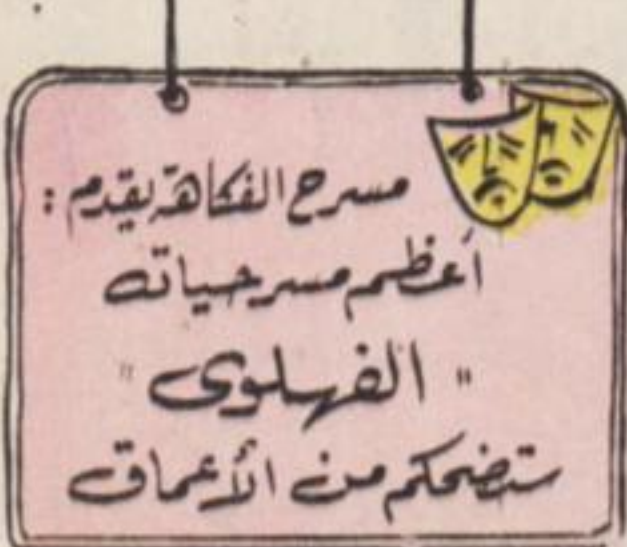 مسرح الفكاهة يقدم :
أعظم مسرحياته
" الفهلوى "
ستضحكم من الأعماق